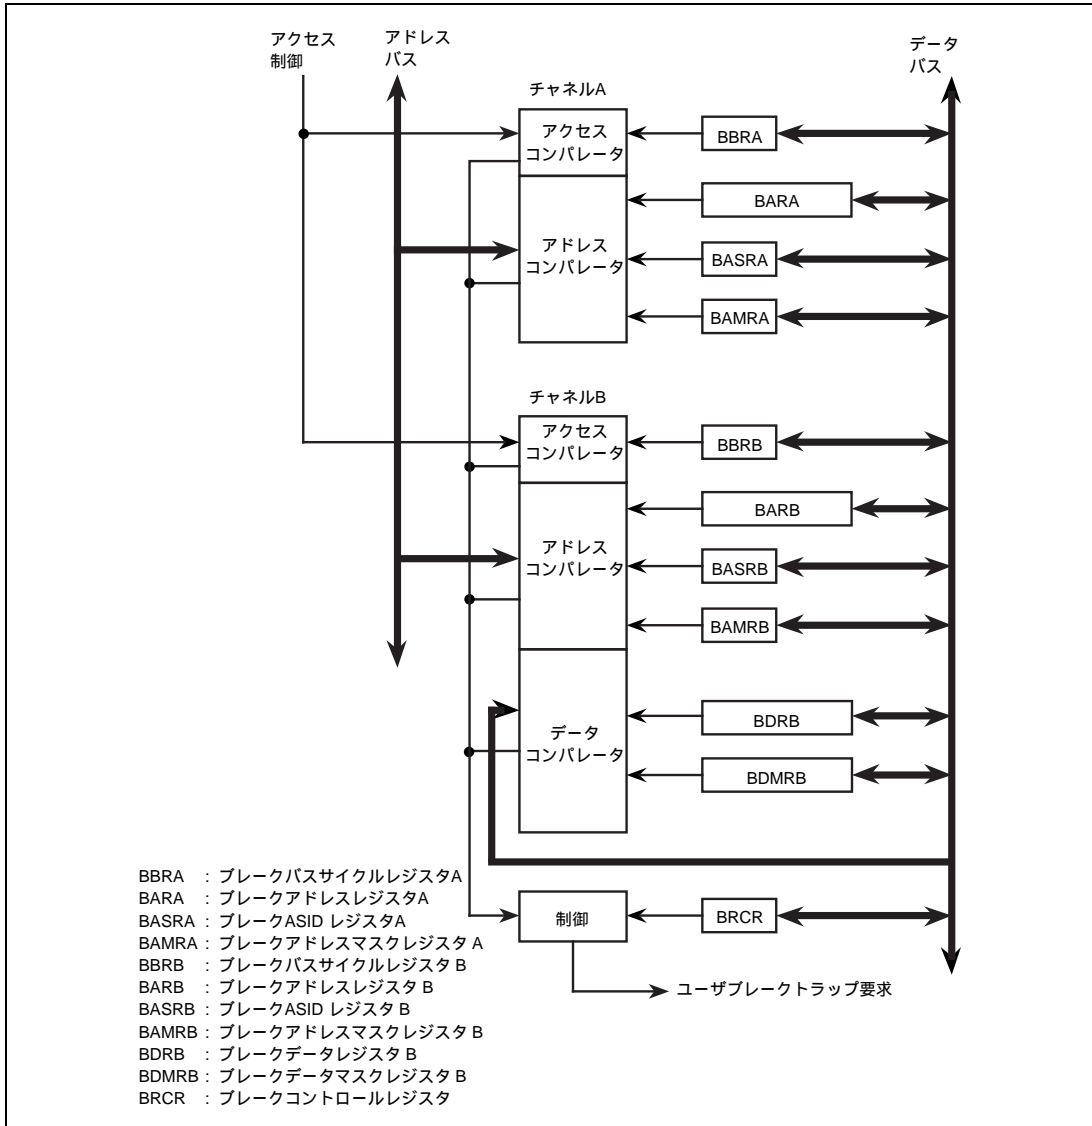 アクセス
制御
アドレス
バス
データ
バス
チャネルA
アクセス
コンパレータ
BBRA
BARA
アドレス
コンパレータ
BASRA
BAMRA
チャネルB
アクセス
コンパレータ
BBRB
BARB
アドレス
コンパレータ
BASRB
BAMRB
BDRB
データ
コンパレータ
BDMRB
制御
BRCR
ユーザブレークトラップ要求
BBRA : ブレークバスサイクルレジスタA
BARA : ブレークアドレスレジスタA
BASRA : ブレークASID レジスタA
BAMRA : ブレークアドレスマスクレジスタ A
BBRB : ブレークバスサイクルレジスタ B
BARB : ブレークアドレスレジスタ B
BASRB : ブレークASID レジスタ B
BAMRB : ブレークアドレスマスクレジスタ B
BDRB : ブレークデータレジスタ B
BDMRB : ブレークデータマスクレジスタ B
BRCR : ブレークコントロールレジスタ